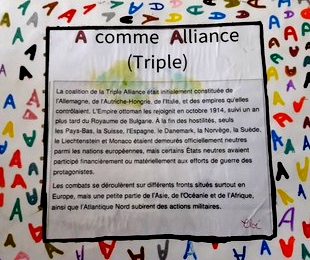 A comme Alliance
(Triple)
La coalition de la Triple Alliance était initialement constituée de
l'Allemagne, de l'Autriche-Hongrie, de l'Italie, et des empires qu'elles
contrôlaient. L'Empire ottoman les rejoignit en octobre 1914, suivi un an
plus tard du Royaume de Bulgarie. À la fin des hostilités, seuls
les Pays-Bas, la Suisse, l'Espagne, le Danemark, la Norvège, la Suède,
le Liechtenstein et Monaco étaient demeurés officiellement neutres
parmi les nations européennes, mais certains États neutres avaient
participé financièrement ou matériellement aux efforts de guerre des
protagonistes.
Les combats se déroulèrent sur différents fronts situés surtout en
Europe, mais une petite partie de l'Asie, de l'Océanie et de l'Afrique,
ainsi que l'Atlantique Nord subirent des actions militaires.